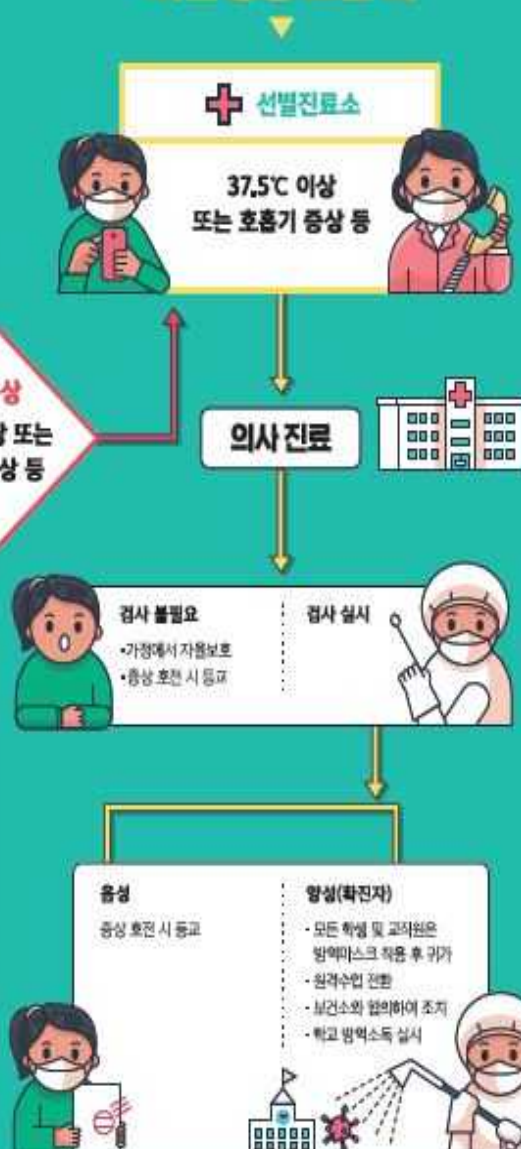 선별진료소
37.5℃ 이상
또는 호흡기 증상 등
상
또는
상 등
의사 진료
검사 불필요
•가정에서 자율보호
•증상 호전 시 등교
검사 실시
음성
증상 호전 시 등교
양성(확진자)
· 모든 학생 및 교직원은
방역마스크 착용 후 귀가
· 원격수업 전환
· 보건소와 협의하여 조치
· 학교 방역소독 실시